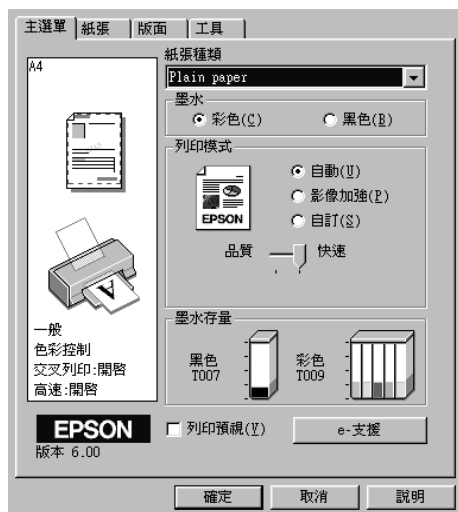 主選單 紙張 版面 工具
A4
一般
色彩控制
交叉列印:開啓
高速:開啓
EPSON
版本 6.00
紙張種類
Plain paper
墨水
彩色(C) 黑色(B)
列印模式
EPSON
自動(U)
影像加強(P)
自訂(S)
品質 快速
墨水存量
黑色
T007
彩色
T009
列印預視(V) e-支援
確定 取消 說明